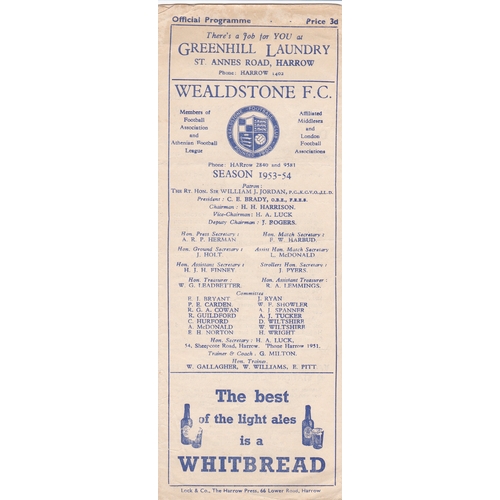 Official Programme Price 3d
There's a Job for YOU at
GREENHILL LAUNDRY
ST. ANNES ROAD, HARROW
Phone: HARROW 1402
WEALDSTONE F.C.
Members of
Football
Association
and
Athenian Football
League
Affiliated
Middlesex
and
London
Football
Associations
Phone: HARrow 2880 and 9581
SEASON 1953-54
Patron:
THE RT. HON. SIR WILLIAM J. JORDAN,
President: C. E. BRADY, O.B.E.,
Chairman: H. H. HARRISON.
Vice-Chairman: H. A. LUCK
Deputy Chairman: J. ROGERS.
Hon. Press Secretary:
A. R. P. HERMAN
Hon. Match Secretary:
F. W. HARBUD.
Hon. Ground Secretary:
J. HOLT
Assist Hon. Match Secretary
L. McDONALD
Hon. Assistant Secretary:
H. J. H. FINNEY
Strollers Hon. Secretary:
J. PYERS.
Hon. Treasurer:
W. G. LEADBETTER.
Hon. Assistant Treasurer:
R. A. LEMMINGS.
Committee
E. J. BRYANT J. RYAN
P. E. CARDEN. W. F. SHOWLER
R. G. A. COWAN A. J. SPANNER
R. GUILDFORD A. J. TUCKER
C. HURFORD D. WILTSHIRE
A. McDONALD W. WILTSHIRE
B. H. NORTON H. WRIGHT
Hon. Secretary: H. A. LUCK,
54, Sheepcote Road, Harrow. Phone Harrow 1951.
Trainer & Coach. G. MILTON.
Hon. Trainer.
W. GALLAGHER, W. WILLIAMS, E. PITT.
The best
of the light ales
is a
WHITBREAD
Lock & Co., The Harrow Press, 66 Lower Road, Harrow